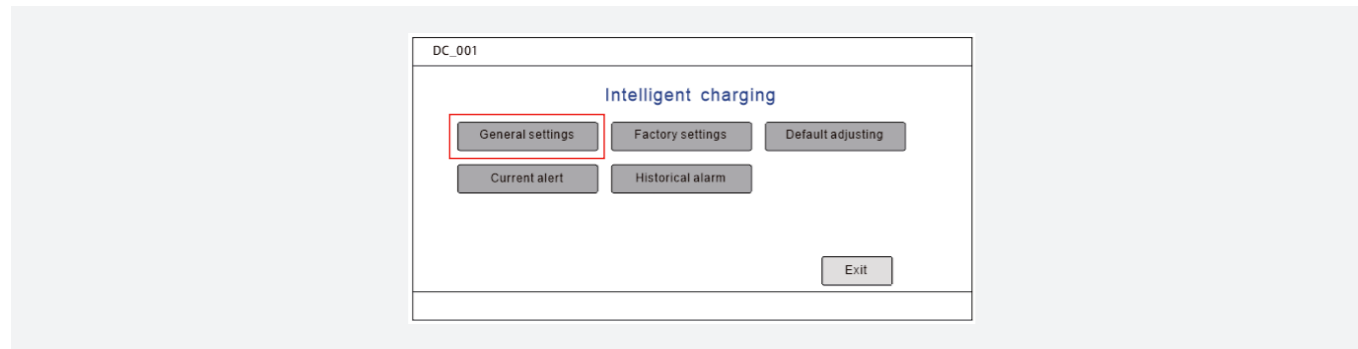 DC_001
Intelligent charging
General settings Factory settings Default adjusting
Current alert Historical alarm
Exit